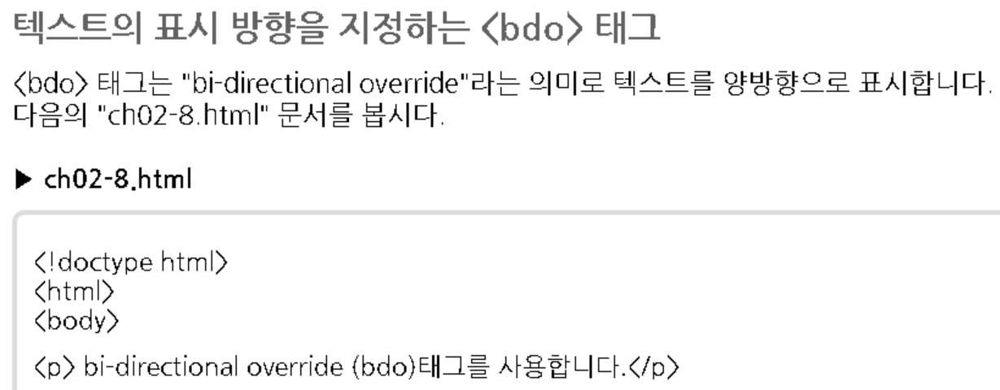 텍스트의 표시 방향을 지정하는 <bdo> 태그
<bdo> 태그는 "bi-directional override"라는 의미로 텍스트를 양방향으로 표시합니다.
다음의 "ch02-8.html" 문서를 봅시다.
▶ ch02-8.html
<!doctype html>
<html>
<body>
<p> bi-directional override (bdo)태그를 사용합니다.</p>